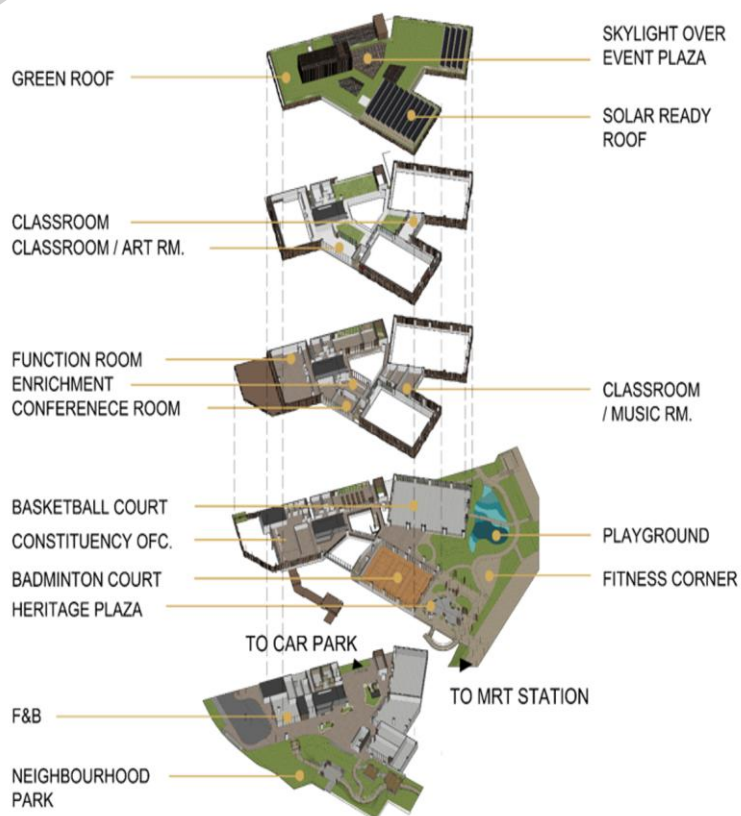 SKYLIGHT OVER
EVENT PLAZA
GREEN ROOF
SOLAR READY
ROOF
CLASSROOM
CLASSROOM / ART RM.
FUNCTION ROOM
ENRICHMENT
CONFERENECE ROOM
CLASSROOM
/ MUSIC RM.
BASKETBALL COURT
CONSTITUENCY OFC.
BADMINTON COURT
HERITAGE PLAZA
PLAYGROUND
FITNESS CORNER
TO CAR PARK
TO MRT STATION
F&B
NEIGHBOURHOOD
PARK